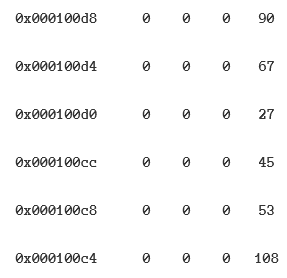 0x000100d8 0 0 0 90
0x000100d4 0 0 0 67
0x000100d0 0 0 0 27
0x000100cc 0 0 0 45
0x000100c8 0 0 0 53
0x000100c4 0 0 0 108